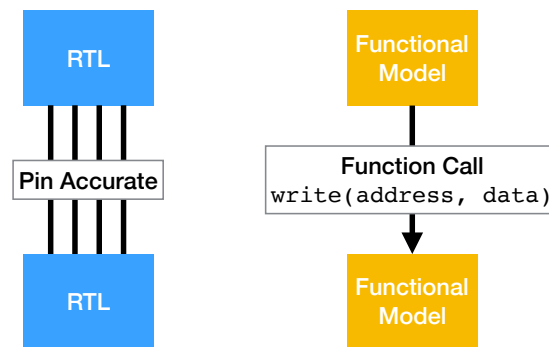 RTL
Pin Accurate
RTL
Functional
Model
Function Call
write(address, data)
Functional
Model